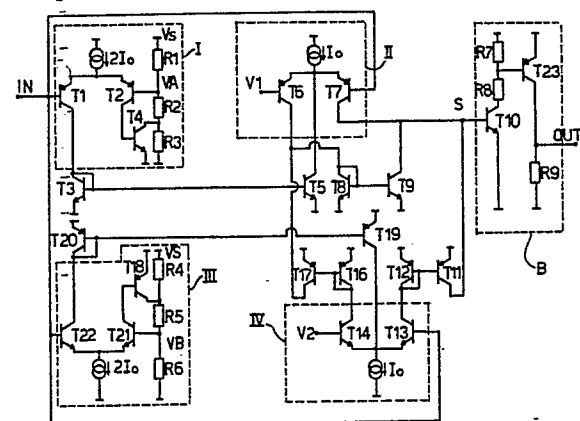 Vs
I
↓2Io
R1
VA
IN
T1
T2
R2
T4
R3
T3
II
↓Io
V1
T6
T7
S
R7
T23
R8
T10
OUT
R9
T5
T8
T9
B
T20
T19
Vs
T18
R4
III
T17
T16
T12
T11
R5
IV
T22
T21
VB
V2
T14
T13
↓2Io
R6
↓Io